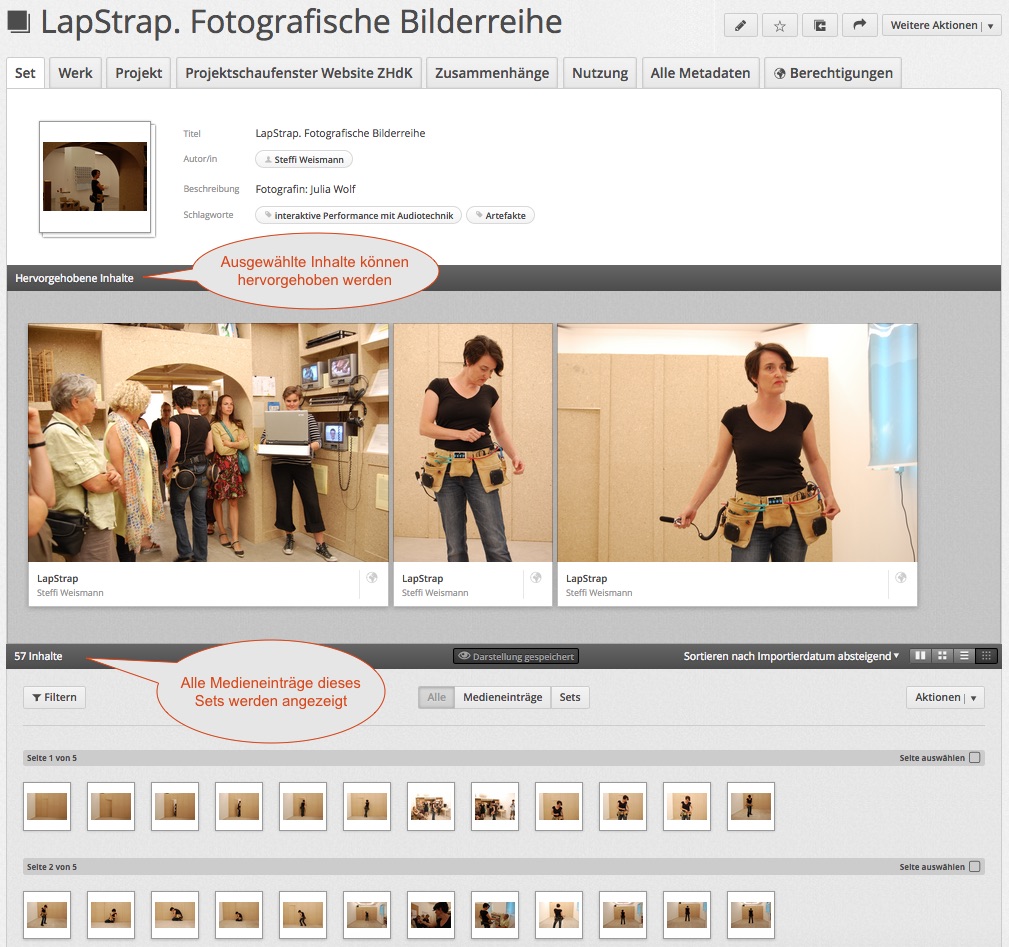 LapStrap. Fotografische Bilderreihe
Weitere Aktionen
Set
Werk
Projekt
Projektschaufenster Website ZHdK
Zusammenhänge
Nutzung
Alle Metadaten
Berechtigungen
Titel
LapStrap. Fotografische Bilderreihe
Autor/in
Steffi Weismann
Beschreibung
Fotografin: Julia Wolf
Schlagworte
interaktive Performance mit Audiotechnik
Artefakte
Ausgewählte Inhalte können
hervorgehoben werden
Hervorgehobene Inhalte
LapStrap
Steffi Weismann
LapStrap
Steffi Weismann
LapStrap
Steffi Weismann
57 Inhalte
Darstellung gespeichert
Sortieren nach Importierdatum absteigend
Alle Medieneinträge dieses
Sets werden angezeigt
Filtern
Alle
Medieneinträge
Sets
Aktionen
Seite 1 von 5
Seite auswählen
Seite 2 von 5
Seite auswählen